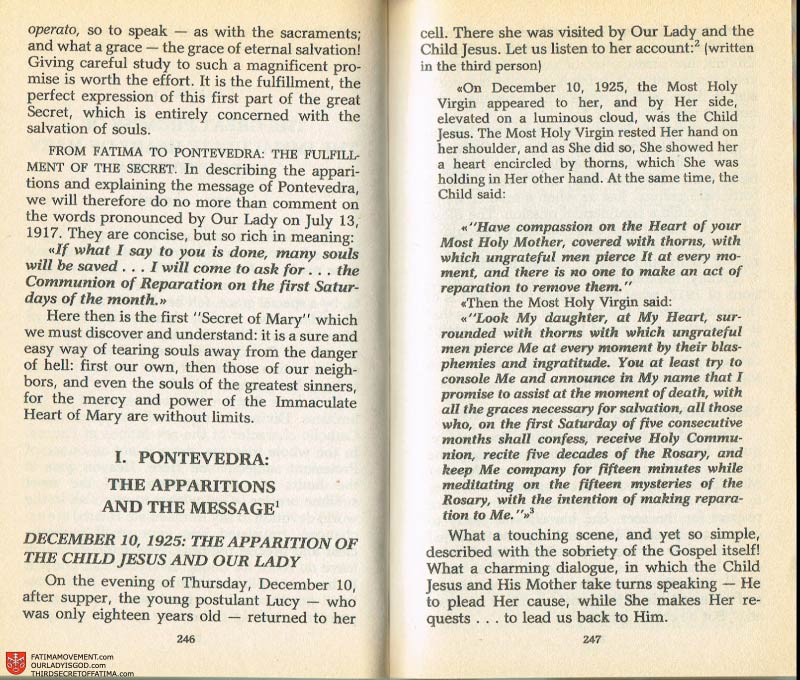 operato, so to speak — as with the sacraments;
and what a grace — the grace of eternal salvation!
Giving careful study to such a magnificent pro-
mise is worth the effort. It is the fulfillment, the
perfect expression of this first part of the great
Secret, which is entirely concerned with the
salvation of souls.
FROM FATIMA TO PONTEVEDRA: THE FULFILL-
MENT OF THE SECRET. In describing the appari-
tions and explaining the message of Pontevedra,
we will therefore do no more than comment on
the words pronounced by Our Lady on July 13,
1917. They are concise, but so rich in meaning:
«If what I say to you is done, many souls
will be saved . . . I will come to ask for . . . the
Communion of Reparation on the first Satur-
days of the month.»
Here then is the first "Secret of Mary" which
we must discover and understand: it is a sure and
easy way of tearing souls away from the danger
of hell: first our own, then those of our neigh-
bors, and even the souls of the greatest sinners,
for the mercy and power of the Immaculate
Heart of Mary are without limits.
I. PONTEVEDRA:
THE APPARITIONS
AND THE MESSAGE¹
DECEMBER 10, 1925: THE APPARITION OF
THE CHILD JESUS AND OUR LADY
On the evening of Thursday, December 10,
after supper, the young postulant Lucy — who
was only eighteen years old — returned to her
246
cell. There she was visited by Our Lady and the
Child Jesus. Let us listen to her account:² (written
in the third person)
«On December 10, 1925, the Most Holy
Virgin appeared to her, and by Her side,
elevated on a luminous cloud, was the Child
Jesus. The Most Holy Virgin rested Her hand on
her shoulder, and as She did so, She showed her
a heart encircled by thorns, which She was
holding in Her other hand. At the same time, the
Child said:
«"Have compassion on the Heart of your
Most Holy Mother, covered with thorns, with
which ungrateful men pierce It at every mo-
ment, and there is no one to make an act of
reparation to remove them."
«Then the Most Holy Virgin said:
«"Look My daughter, at My Heart, sur-
rounded with thorns with which ungrateful
men pierce Me at every moment by their blas-
phemies and ingratitude. You at least try to
console Me and announce in My name that I
promise to assist at the moment of death, with
all the graces necessary for salvation, all those
who, on the first Saturday of five consecutive
months shall confess, receive Holy Commu-
nion, recite five decades of the Rosary, and
keep Me company for fifteen minutes while
meditating on the fifteen mysteries of the
Rosary, with the intention of making repara-
tion to Me."»³
What a touching scene, and yet so simple,
described with the sobriety of the Gospel itself!
What a charming dialogue, in which the Child
Jesus and His Mother take turns speaking — He
to plead Her cause, while She makes Her re-
quests . . . to lead us back to Him.
247
FATIMAMOVEMENT.com
OURLADYISGOD.com
THIRDSECRETOFFATIMA.com